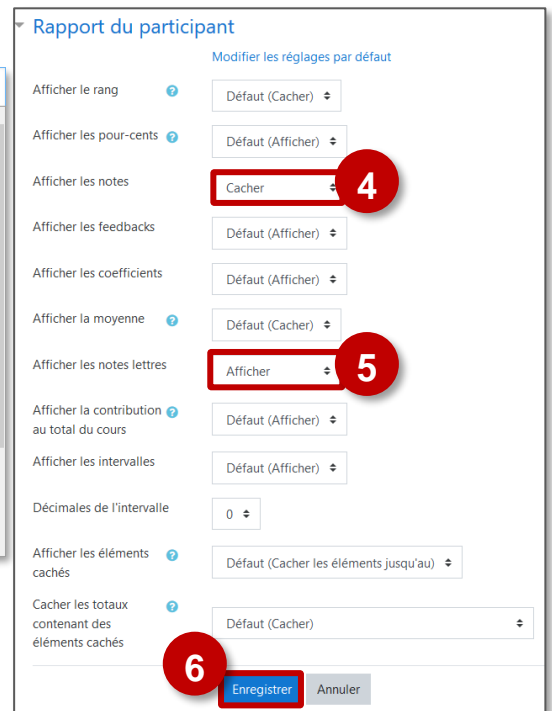 Rapport du participant
Modifier les réglages par défaut
Afficher le rang
Défaut (Cacher)
Afficher les pour-cents
Défaut (Afficher)
Afficher les notes
Cacher
4
Afficher les feedbacks
Défaut (Afficher)
Afficher les coefficients
Défaut (Afficher)
Afficher la moyenne
Défaut (Cacher)
Afficher les notes lettres
Afficher
5
Afficher la contribution
au total du cours
Défaut (Afficher)
Afficher les intervalles
Défaut (Afficher)
Décimales de l'intervalle
0
Afficher les éléments
cachés
Défaut (Cacher les éléments jusqu'au)
Cacher les totaux
contenant des
éléments cachés
Défaut (Cacher)
6
Enregistrer
Annuler